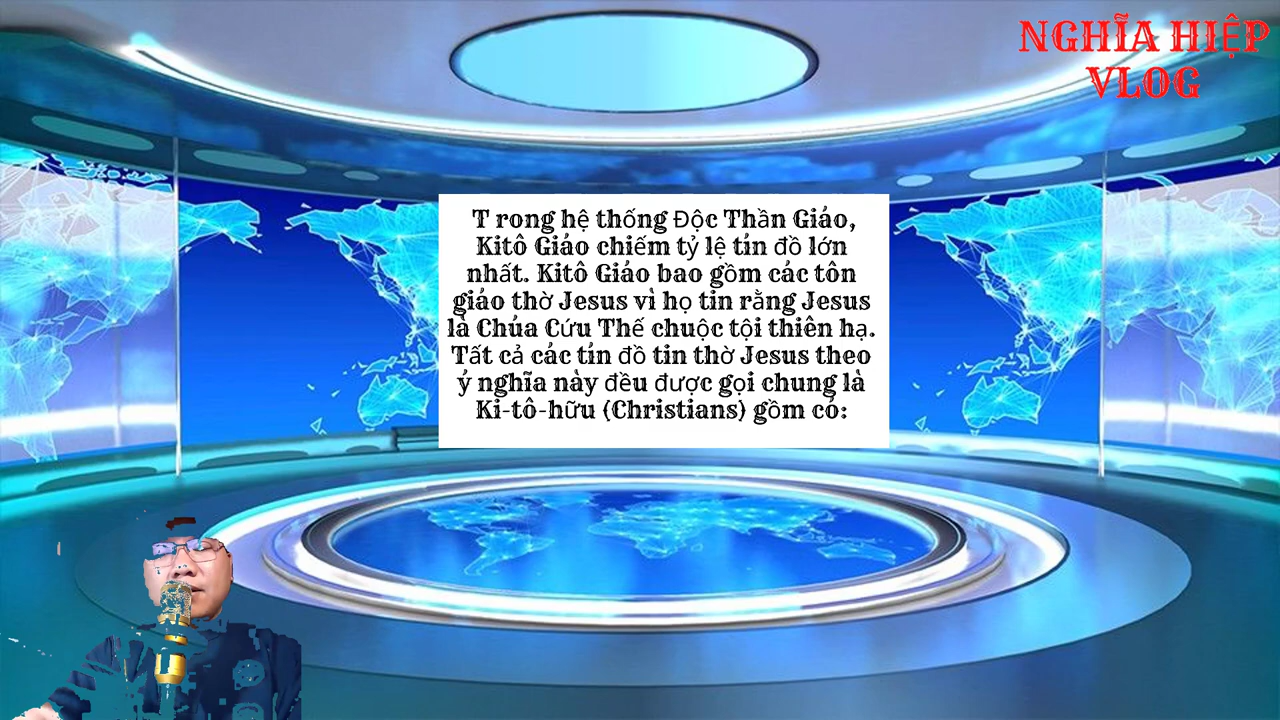 NGHĨA HIỆP
VLOG
T rong hệ thống Độc Thần Giáo,
Kitô Giáo chiếm tỷ lệ tín đồ lớn
nhất. Kitô Giáo bao gồm các tôn
giáo thờ Jesus vì họ tin rằng Jesus
là Chúa Cứu Thế chuộc tội thiên hạ.
Tất cả các tín đồ tin thờ Jesus theo
ý nghĩa này đều được gọi chung là
Ki-tô-hữu (Christians) gồm có: